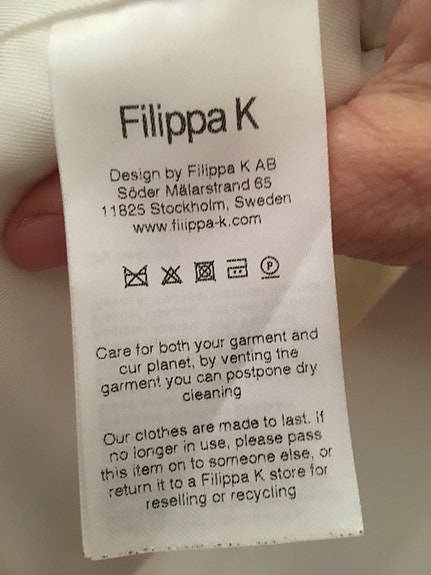 Filippa K
Design by Filippa K AB
Söder Mälarstrand 65
11825 Stockholm, Sweden
www.filippa-k.com
P
Care for both your garment and
our planet, by venting the
garment you can postpone dry
cleaning
Our clothes are made to last. If
no longer in use, please pass
this item on to someone else, or
return it to a Filippa K store for
reselling or recycling